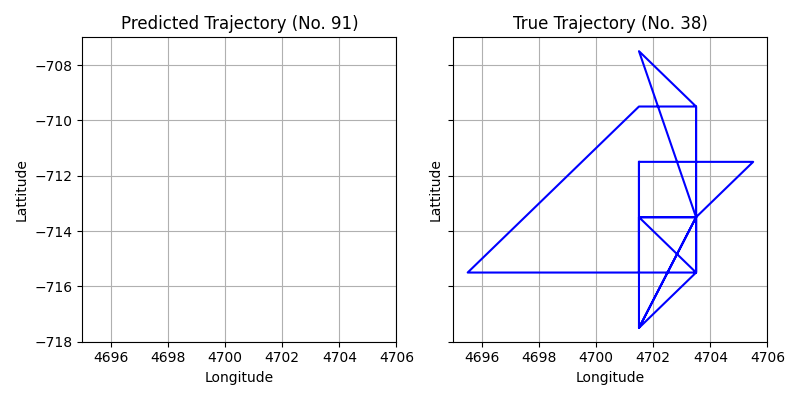 Predicted Trajectory (No. 91)
True Trajectory (No. 38)
Lattitude
−708
−710
−712
−714
−716
−718
4696 4698 4700 4702 4704 4706
Longitude
Lattitude
4696 4698 4700 4702 4704 4706
Longitude